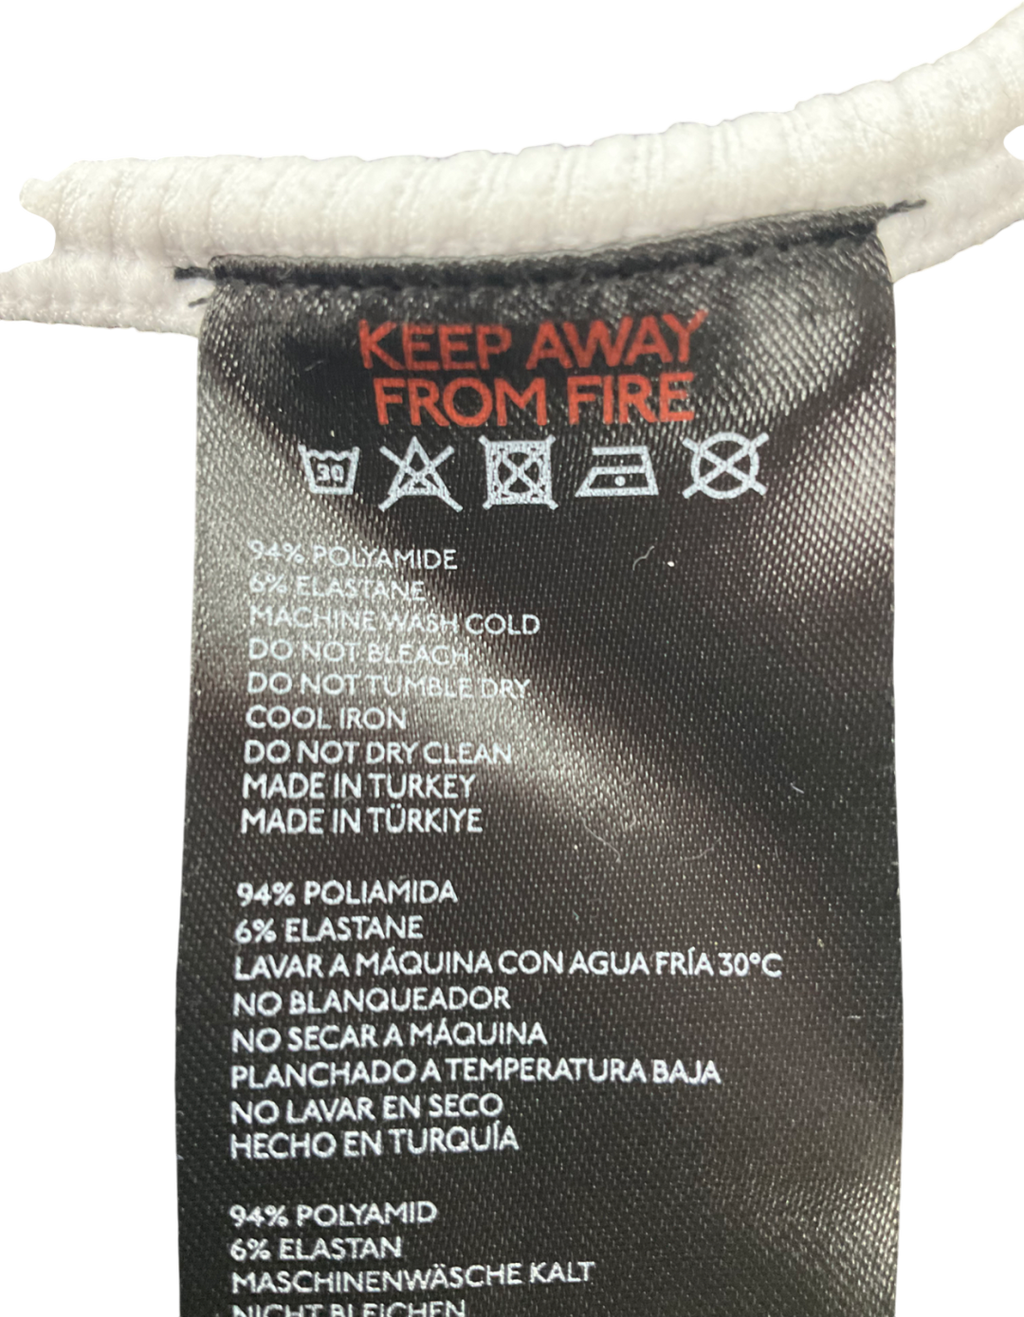 KEEP AWAY
FROM FIRE
30
94% POLYAMIDE
6% ELASTANE
MACHINE WASH COLD
DO NOT BLEACH
DO NOT TUMBLE DRY
COOL IRON
DO NOT DRY CLEAN
MADE IN TURKEY
MADE IN TÜRKIYE
94% POLIAMIDA
6% ELASTANE
LAVAR A MÁQUINA CON AGUA FRÍA 30°C
NO BLANQUEADOR
NO SECAR A MÁQUINA
PLANCHADO A TEMPERATURA BAJA
NO LAVAR EN SECO
HECHO EN TURQUÍA
94% POLYAMID
6% ELASTAN
MASCHINENWÄSCHE KALT
NICHT BLEICHEN